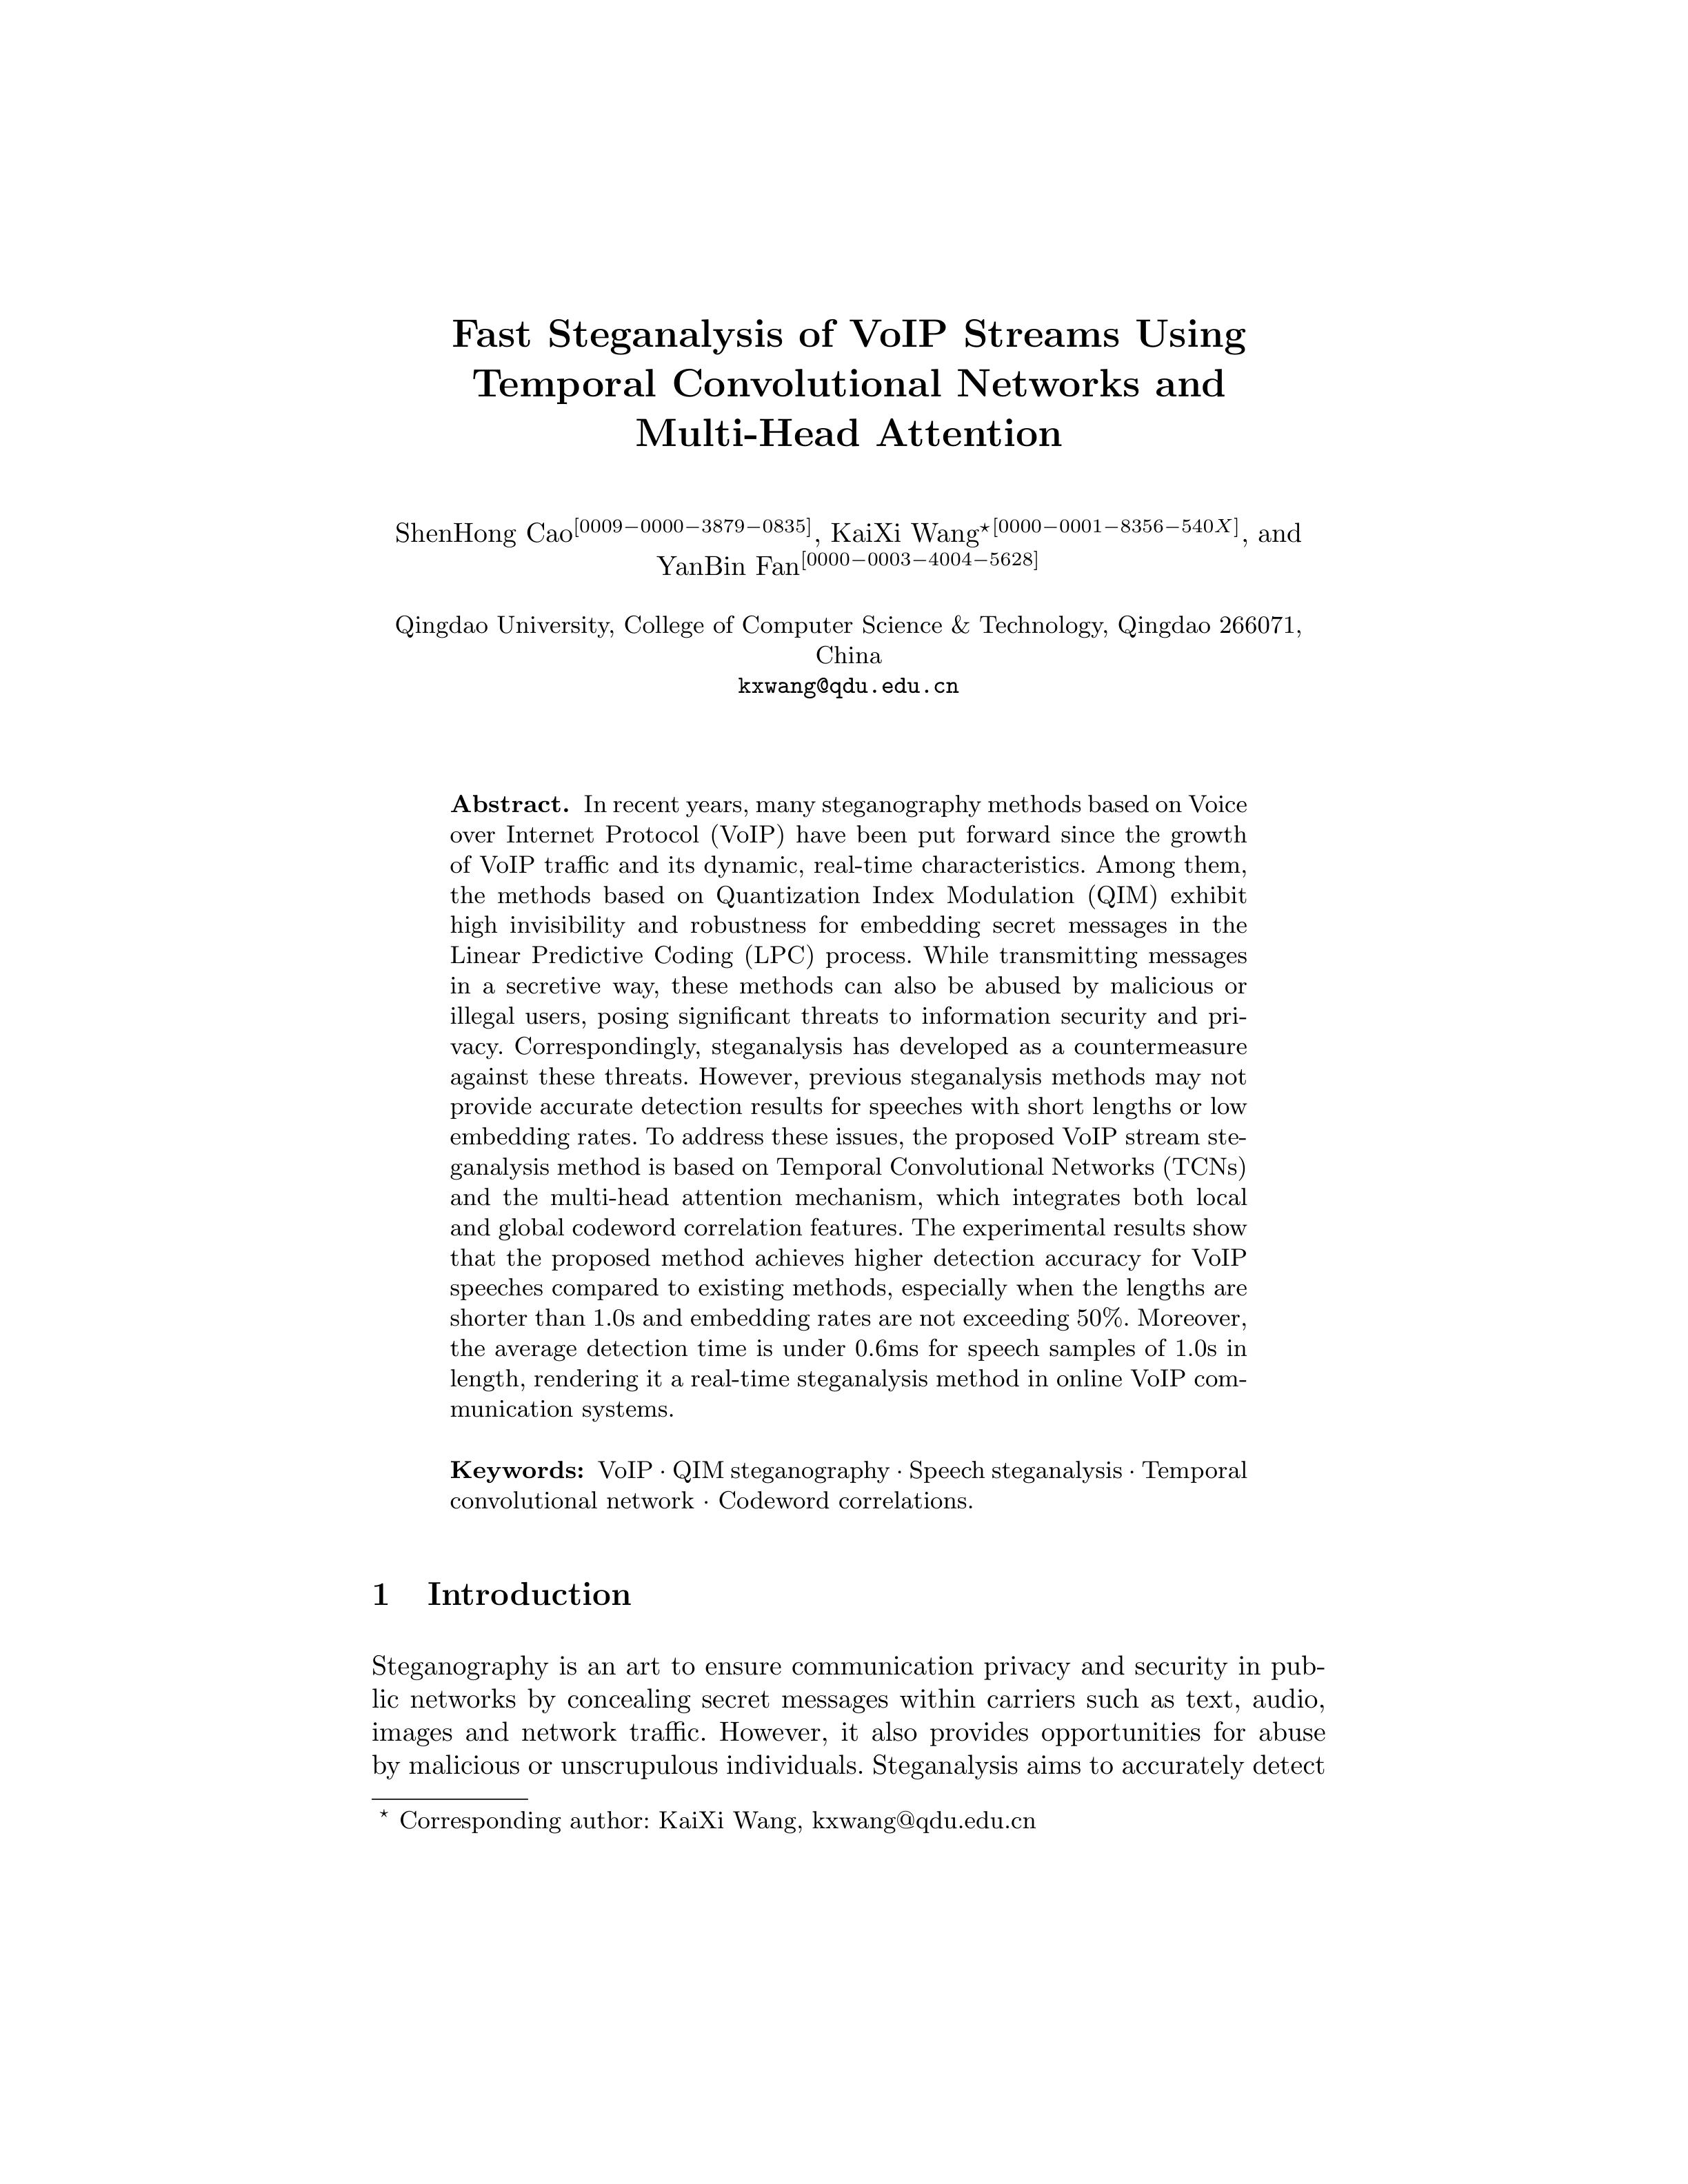 Fast Steganalysis of VoIP Streams Using
Temporal Convolutional Networks and
Multi-Head Attention
ShenHong Cao[0009−0000−3879−0835], KaiXi Wang⋆[0000−0001−8356−540X], and
YanBin Fan[0000−0003−4004−5628]
Qingdao University, College of Computer Science & Technology, Qingdao 266071,
China
kxwang@qdu.edu.cn
Abstract. In recent years, many steganography methods based on Voice
over Internet Protocol (VoIP) have been put forward since the growth
of VoIP traffic and its dynamic, real-time characteristics. Among them,
the methods based on Quantization Index Modulation (QIM) exhibit
high invisibility and robustness for embedding secret messages in the
Linear Predictive Coding (LPC) process. While transmitting messages
in a secretive way, these methods can also be abused by malicious or
illegal users, posing significant threats to information security and pri-
vacy. Correspondingly, steganalysis has developed as a countermeasure
against these threats. However, previous steganalysis methods may not
provide accurate detection results for speeches with short lengths or low
embedding rates. To address these issues, the proposed VoIP stream ste-
ganalysis method is based on Temporal Convolutional Networks (TCNs)
and the multi-head attention mechanism, which integrates both local
and global codeword correlation features. The experimental results show
that the proposed method achieves higher detection accuracy for VoIP
speeches compared to existing methods, especially when the lengths are
shorter than 1.0s and embedding rates are not exceeding 50%. Moreover,
the average detection time is under 0.6ms for speech samples of 1.0s in
length, rendering it a real-time steganalysis method in online VoIP com-
munication systems.
Keywords: VoIP · QIM steganography · Speech steganalysis · Temporal
convolutional network · Codeword correlations.
1 Introduction
Steganography is an art to ensure communication privacy and security in pub-
lic networks by concealing secret messages within carriers such as text, audio,
images and network traffic. However, it also provides opportunities for abuse
by malicious or unscrupulous individuals. Steganalysis aims to accurately detect
⋆ Corresponding author: KaiXi Wang, kxwang@qdu.edu.cn